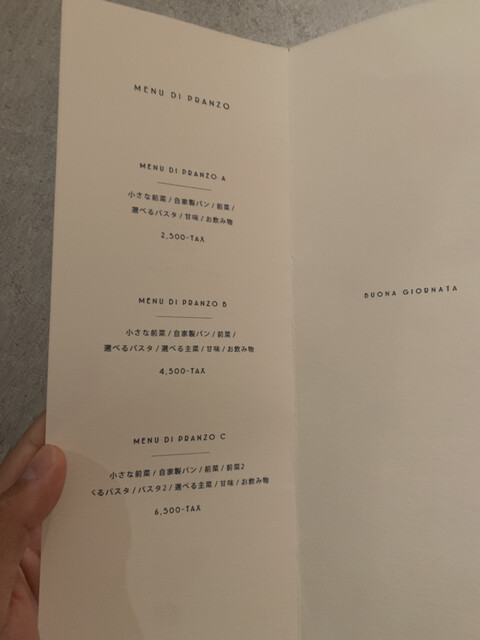 MENU DI PRANZO
MENU DI PRANZO A
小さな前菜 / 自家製パン / 前菜 /
選べるパスタ / 甘味 / お飲み物
2,500-TAX
MENU DI PRANZO B
小さな前菜 / 自家製パン / 前菜 /
選べるパスタ / 選べる主菜 / 甘味 / お飲み物
4,500-TAX
MENU DI PRANZO C
小さな前菜 / 自家製パン / 前菜 / 前菜2
くるパスタ / パスタ2 / 選べる主菜 / 甘味 / お飲み物
6,500-TAX
BUONA GIORNATA